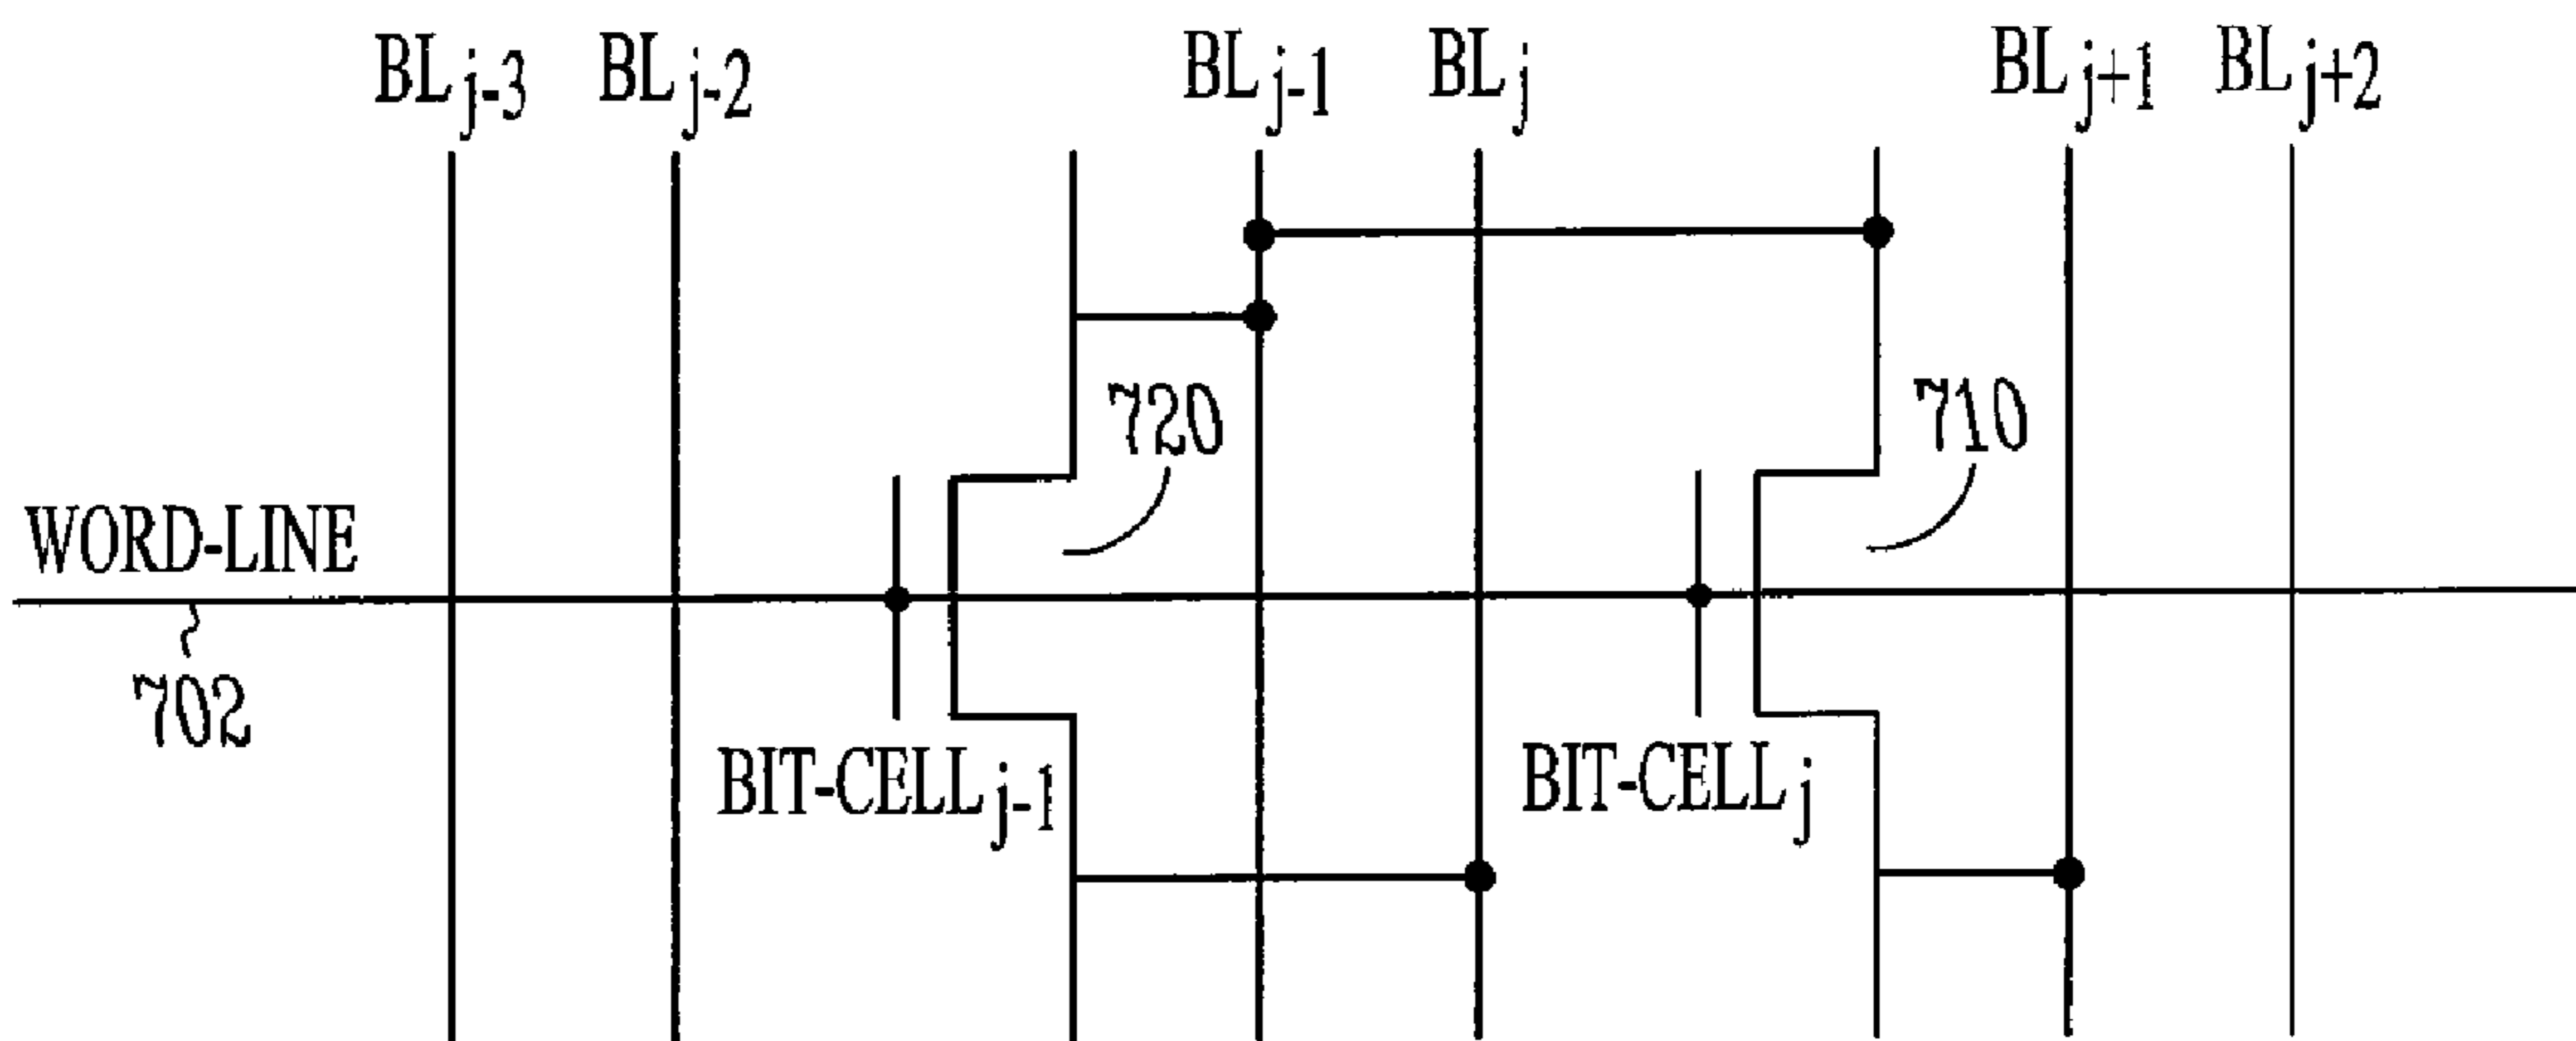 BL j-3 BL j-2 BL j-1 BL j BL j+1 BL j+2
720 710
WORD-LINE
702
BIT-CELL j-1 BIT-CELL j